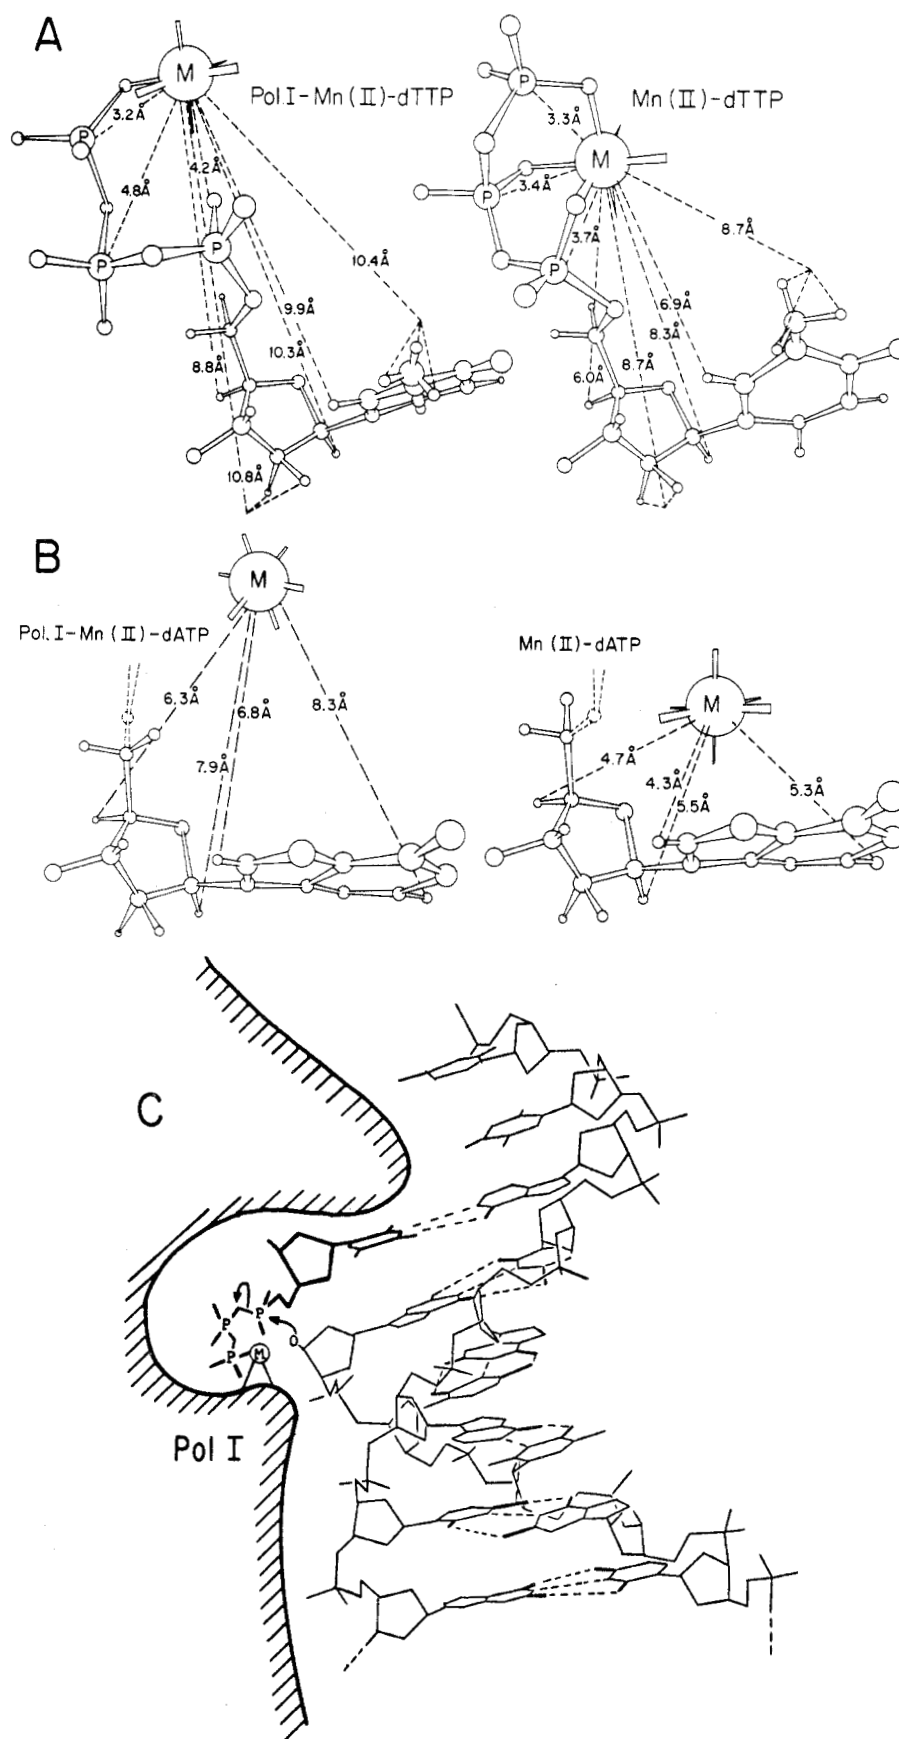 A
M
Pol.I-Mn(II)-dTTP
P
3.2Å
4.8Å
4.2Å
P
P
10.4Å
9.9Å
10.3Å
8.8Å
10.8Å
Mn(II)-dTTP
P
3.3Å
M
P
3.4Å
3.7Å
P
8.7Å
6.9Å
8.3Å
8.7Å
6.0Å
B
M
Pol.I-Mn(II)-dATP
6.3Å
6.8Å
8.3Å
7.9Å
Mn(II)-dATP
M
4.7Å
4.3Å
5.5Å
5.3Å
C
P
P
P
M
O
Pol I